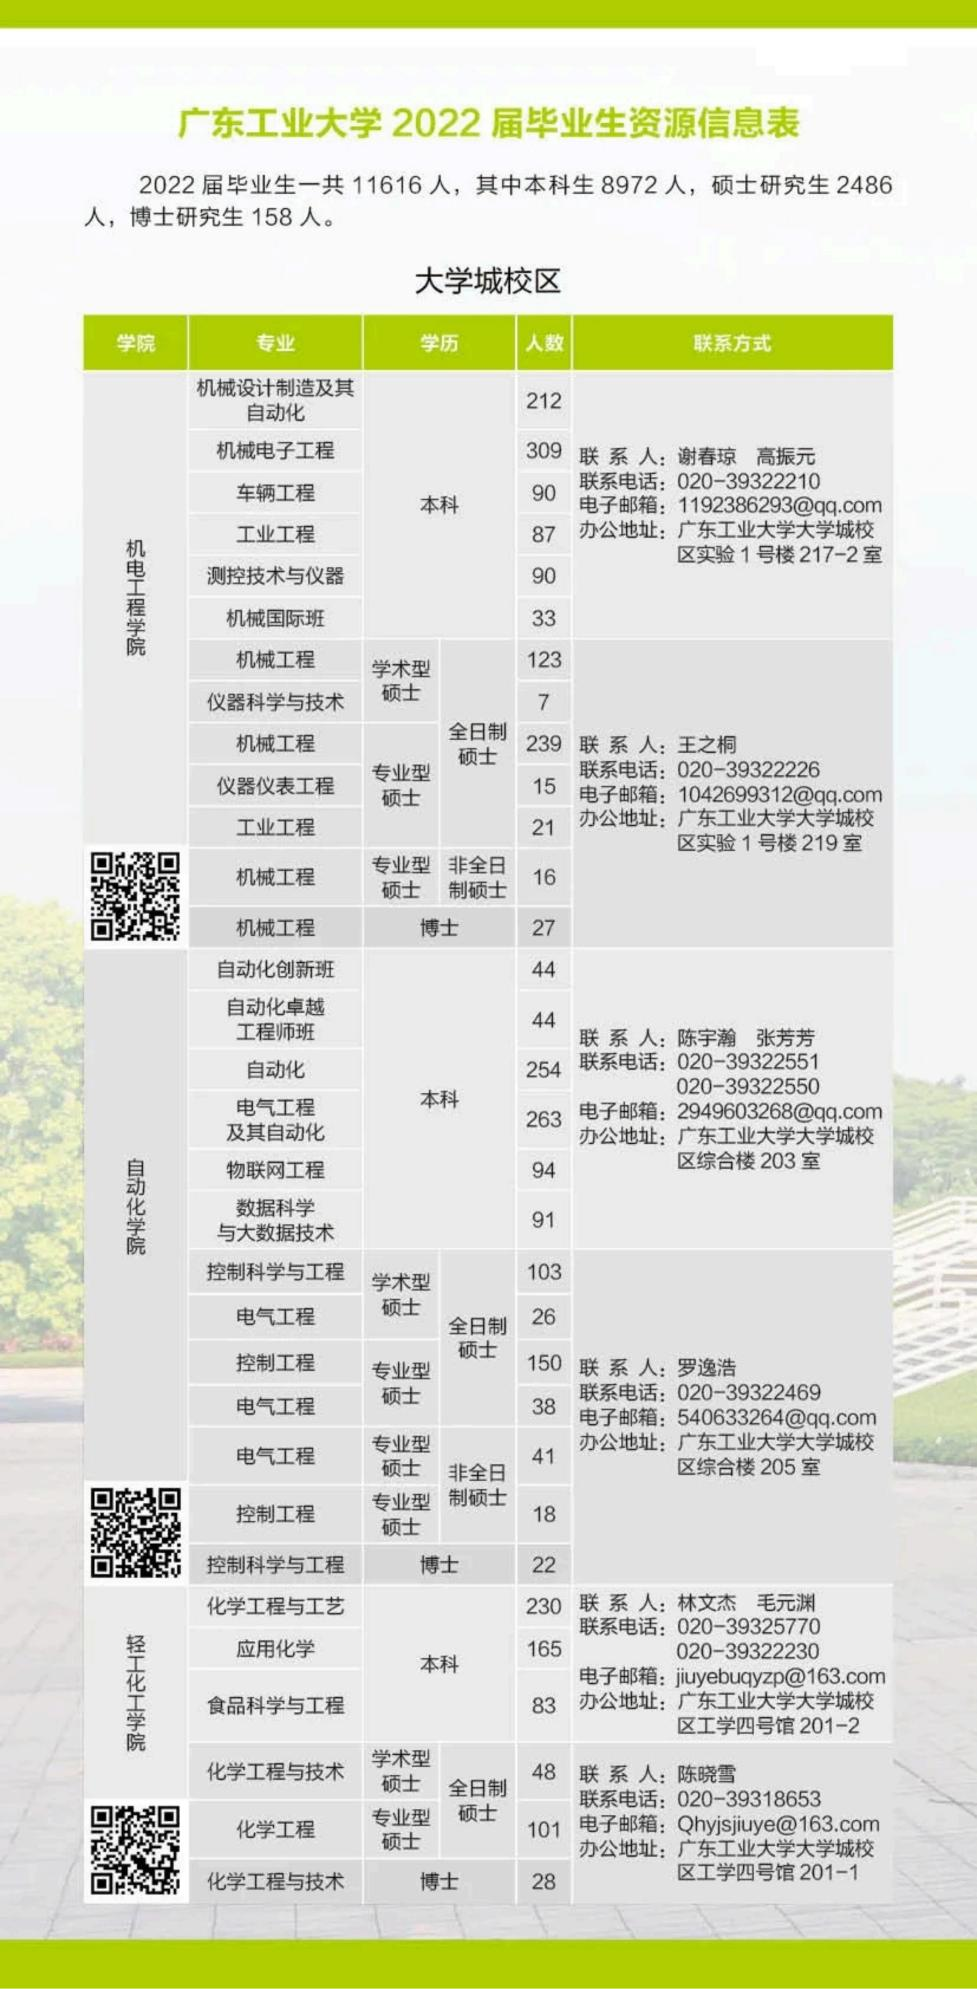 广东工业大学 2022 届毕业生资源信息表
2022 届毕业生一共 11616 人，其中本科生 8972 人，硕士研究生 2486
人，博士研究生 158 人。
大学城校区
学院 专业 学历 人数 联系方式
机电工程学院
机械设计制造及其
自动化
本科
212
机械电子工程 309
车辆工程 90
工业工程 87
测控技术与仪器 90
机械国际班 33
联 系 人：谢春琼 高振元
联系电话：020-39322210
电子邮箱：1192386293@qq.com
办公地址：广东工业大学大学城校
区实验 1 号楼 217-2 室
机械工程 123
学术型
硕士
全日制
硕士
仪器科学与技术 7
机械工程 239
专业型
硕士
仪器仪表工程 15
工业工程 21
机械工程 16
专业型
硕士
非全日
制硕士
机械工程 博士 27
联 系 人：王之桐
联系电话：020-39322226
电子邮箱：1042699312@qq.com
办公地址：广东工业大学大学城校
区实验 1 号楼 219 室
自动化学院
自动化创新班 44
本科
自动化卓越
工程师班
44
自动化 254
电气工程
及其自动化
263
物联网工程 94
数据科学
与大数据技术
91
联 系 人：陈宇瀚 张芳芳
联系电话：020-39322551
020-39322550
电子邮箱：2949603268@qq.com
办公地址：广东工业大学大学城校
区综合楼 203 室
控制科学与工程 103
学术型
硕士
全日制
硕士
电气工程 26
控制工程 150
专业型
硕士
电气工程 38
电气工程 41
专业型
硕士
非全日
制硕士
控制工程 18
专业型
硕士
控制科学与工程 博士 22
联 系 人：罗逸浩
联系电话：020-39322469
电子邮箱：540633264@qq.com
办公地址：广东工业大学大学城校
区综合楼 205 室
轻工化工学院
化学工程与工艺 230
本科
应用化学 165
食品科学与工程 83
联 系 人：林文杰 毛元渊
联系电话：020-39325770
020-39322230
电子邮箱：jiuyebuqyzp@163.com
办公地址：广东工业大学大学城校
区工学四号馆 201-2
化学工程与技术 48
学术型
硕士
全日制
硕士
化学工程 101
专业型
硕士
化学工程与技术 博士 28
联 系 人：陈晓雪
联系电话：020-39318653
电子邮箱：Qhyjsjiuye@163.com
办公地址：广东工业大学大学城校
区工学四号馆 201-1